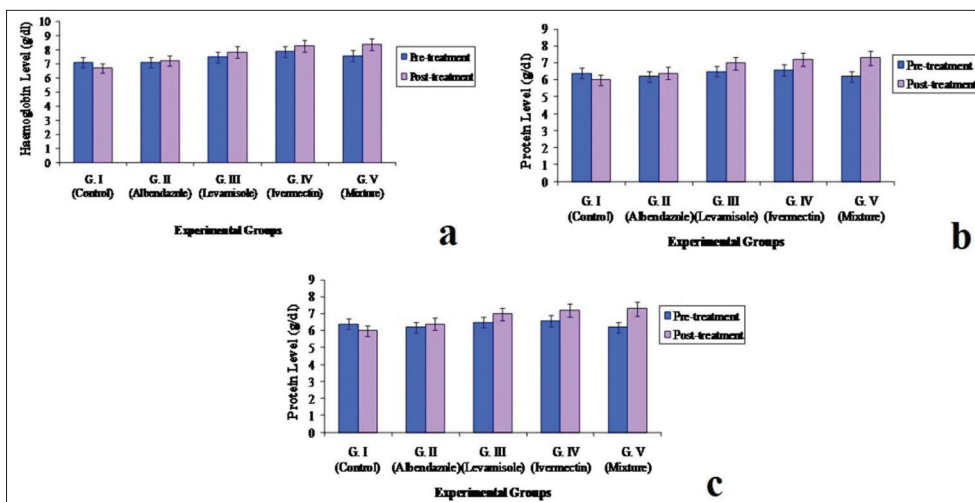 Haemoglobin Level (g/dl)
10
9
8
7
6
5
4
3
2
1
0
G. I
(Control)
G. II
(Albendazole)
G. III
(Levamisole)
G. IV
(Ivermectin)
G. V
(Mixture)
Experimental Groups
Pre-treatment
Post-treatment
a
Protein Level (g/dl)
9
8
7
6
5
4
3
2
1
0
G. I
(Control)
G. II
(Albendazole)
G. III
(Levamisole)
G. IV
(Ivermectin)
G. V
(Mixture)
Experimental Groups
Pre-treatment
Post-treatment
b
Protein Level (g/dl)
9
8
7
6
5
4
3
2
1
0
G. I
(Control)
G. II
(Albendazole)
G. III
(Levamisole)
G. IV
(Ivermectin)
G. V
(Mixture)
Experimental Groups
Pre-treatment
Post-treatment
c